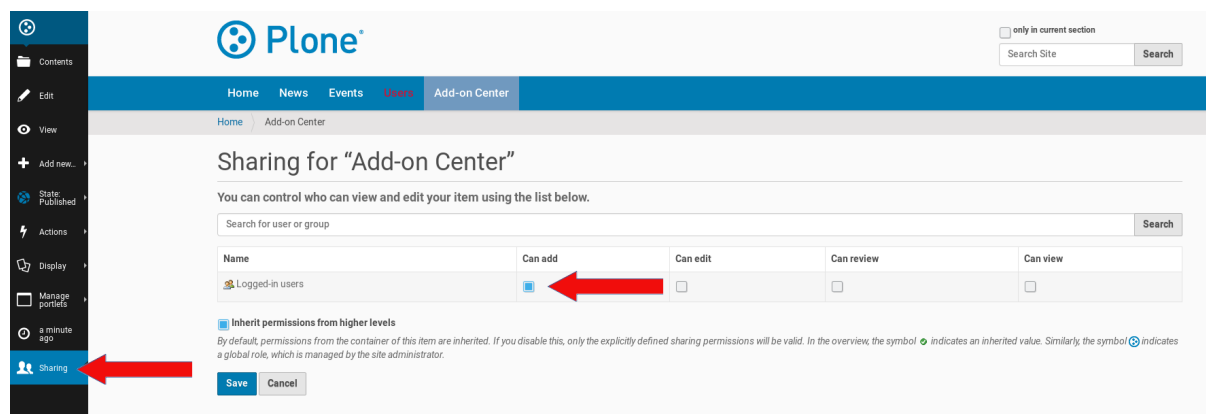 Contents
Edit
View
Add new...
State:
Published
Actions
Display
Manage
portlets
a minute
ago
Sharing
Plone®
only in current section
Search Site
Search
Home News Events Users Add-on Center
Home Add-on Center
Sharing for “Add-on Center”
You can control who can view and edit your item using the list below.
Search for user or group
Search
Name Can add Can edit Can review Can view
Logged-in users
Inherit permissions from higher levels
By default, permissions from the container of this item are inherited. If you disable this, only the explicitly defined sharing permissions will be valid. In the overview, the symbol indicates an inherited value. Similarly, the symbol indicates
a global role, which is managed by the site administrator.
Save Cancel